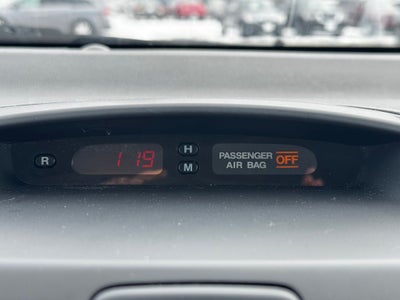 R
1 19
H
M
PASSENGER
AIR BAG
OFF